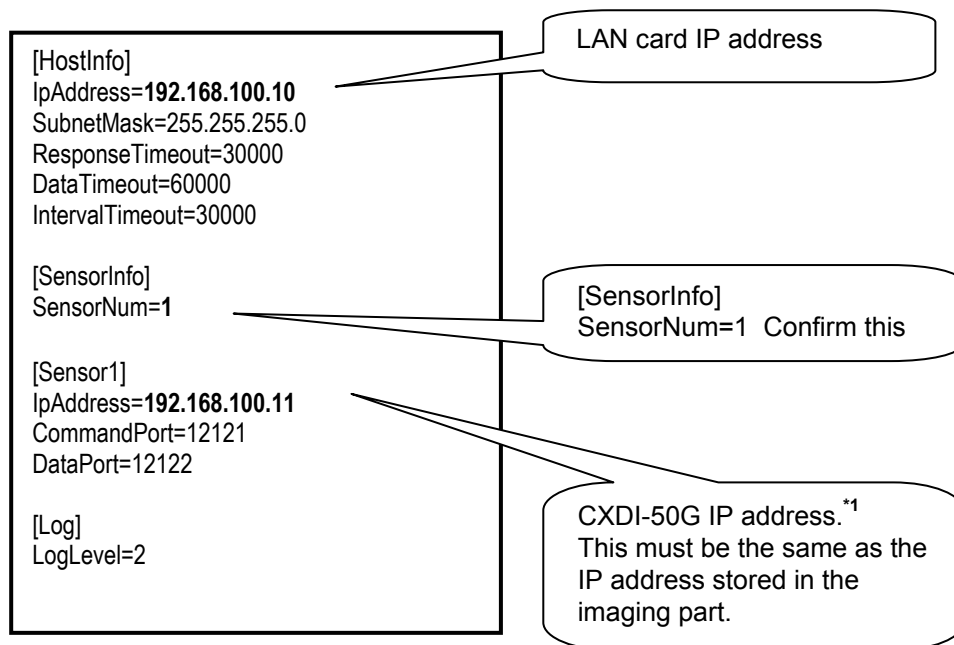 [HostInfo]
IpAddress=192.168.100.10
SubnetMask=255.255.255.0
ResponseTimeout=30000
DataTimeout=60000
IntervalTimeout=30000
[SensorInfo]
SensorNum=1
[Sensor1]
IpAddress=192.168.100.11
CommandPort=12121
DataPort=12122
[Log]
LogLevel=2
LAN card IP address
[SensorInfo]
SensorNum=1 Confirm this
CXDI-50G IP address.*1
This must be the same as the
IP address stored in the
imaging part.